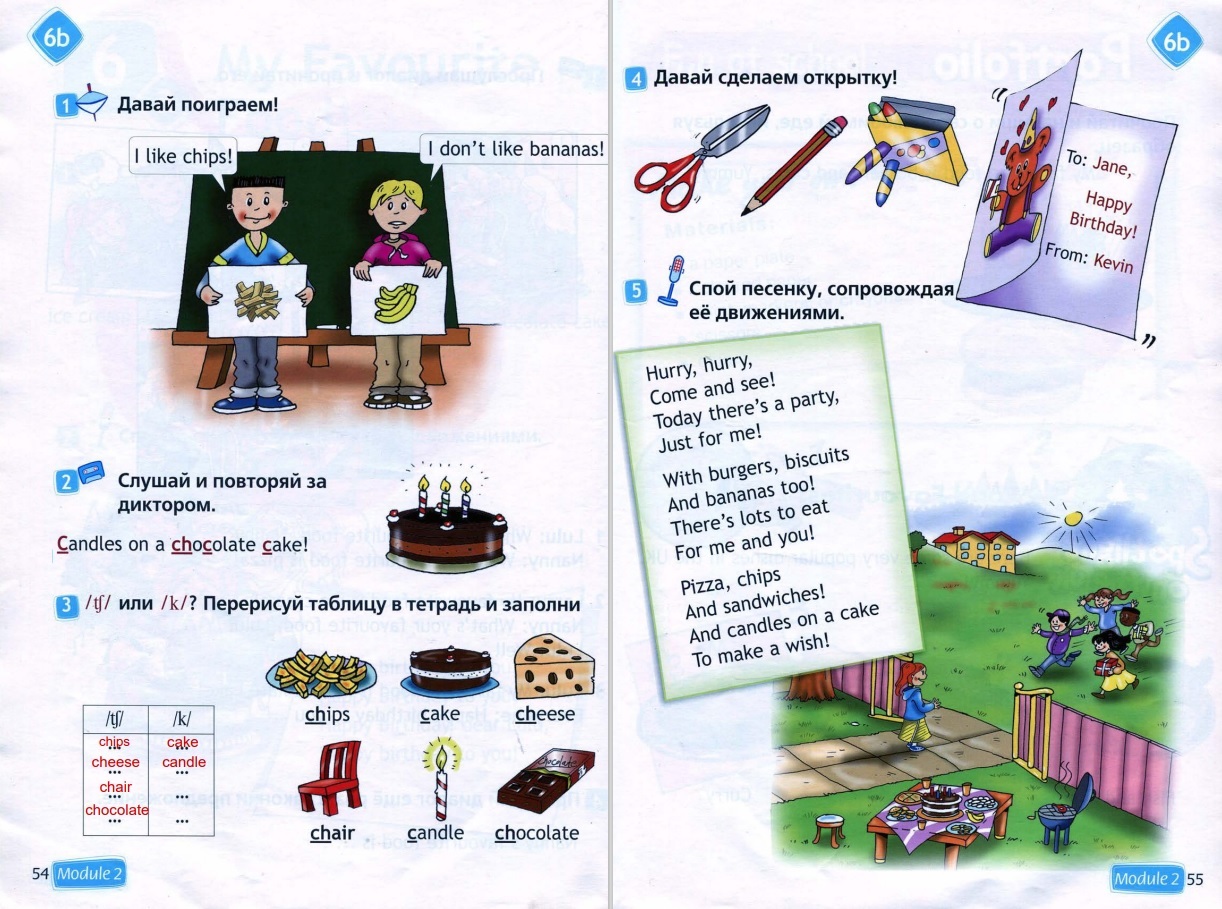 6b
1 Давай поиграем!
I like chips!
I don't like bananas!
2 Слушай и повторяй за
диктором.
Candles on a chocolate cake!
3 /ʧ/ или /k/? Перерисуй таблицу в тетрадь и заполни
chips
cake
cheese
/ʧ/ /k/
chips cake
... ...
cheese candle
... ...
chair
... ...
chocolate
... ...
chair
candle
chocolate
chocolate
54 Module 2
6b
4 Давай сделаем открытку!
To: Jane,
Happy
Birthday!
From: Kevin
5 Спой песенку, сопровождая
её движениями.
Hurry, hurry,
Come and see!
Today there's a party,
Just for me!
With burgers, biscuits
And bananas too!
There's lots to eat
For me and you!
Pizza, chips
And sandwiches!
And candles on a cake
To make a wish!
Module 2 55